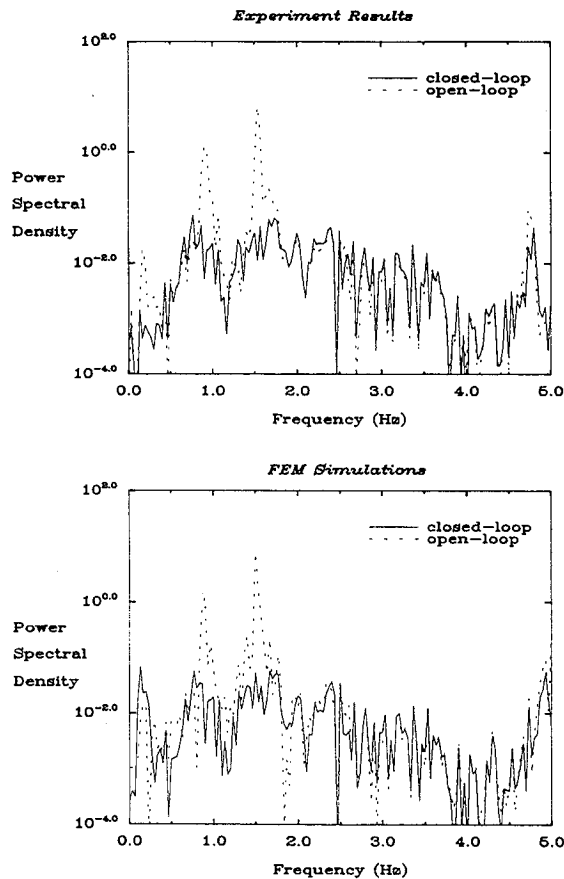 Experiment Results
10^2.0
closed-loop
open-loop
10^0.0
Power
Spectral
Density
10^-2.0
10^-4.0
0.0 1.0 2.0 3.0 4.0 5.0
Frequency (Hz)
FEM Simulations
10^2.0
closed-loop
open-loop
10^0.0
Power
Spectral
Density
10^-2.0
10^-4.0
0.0 1.0 2.0 3.0 4.0 5.0
Frequency (Hz)